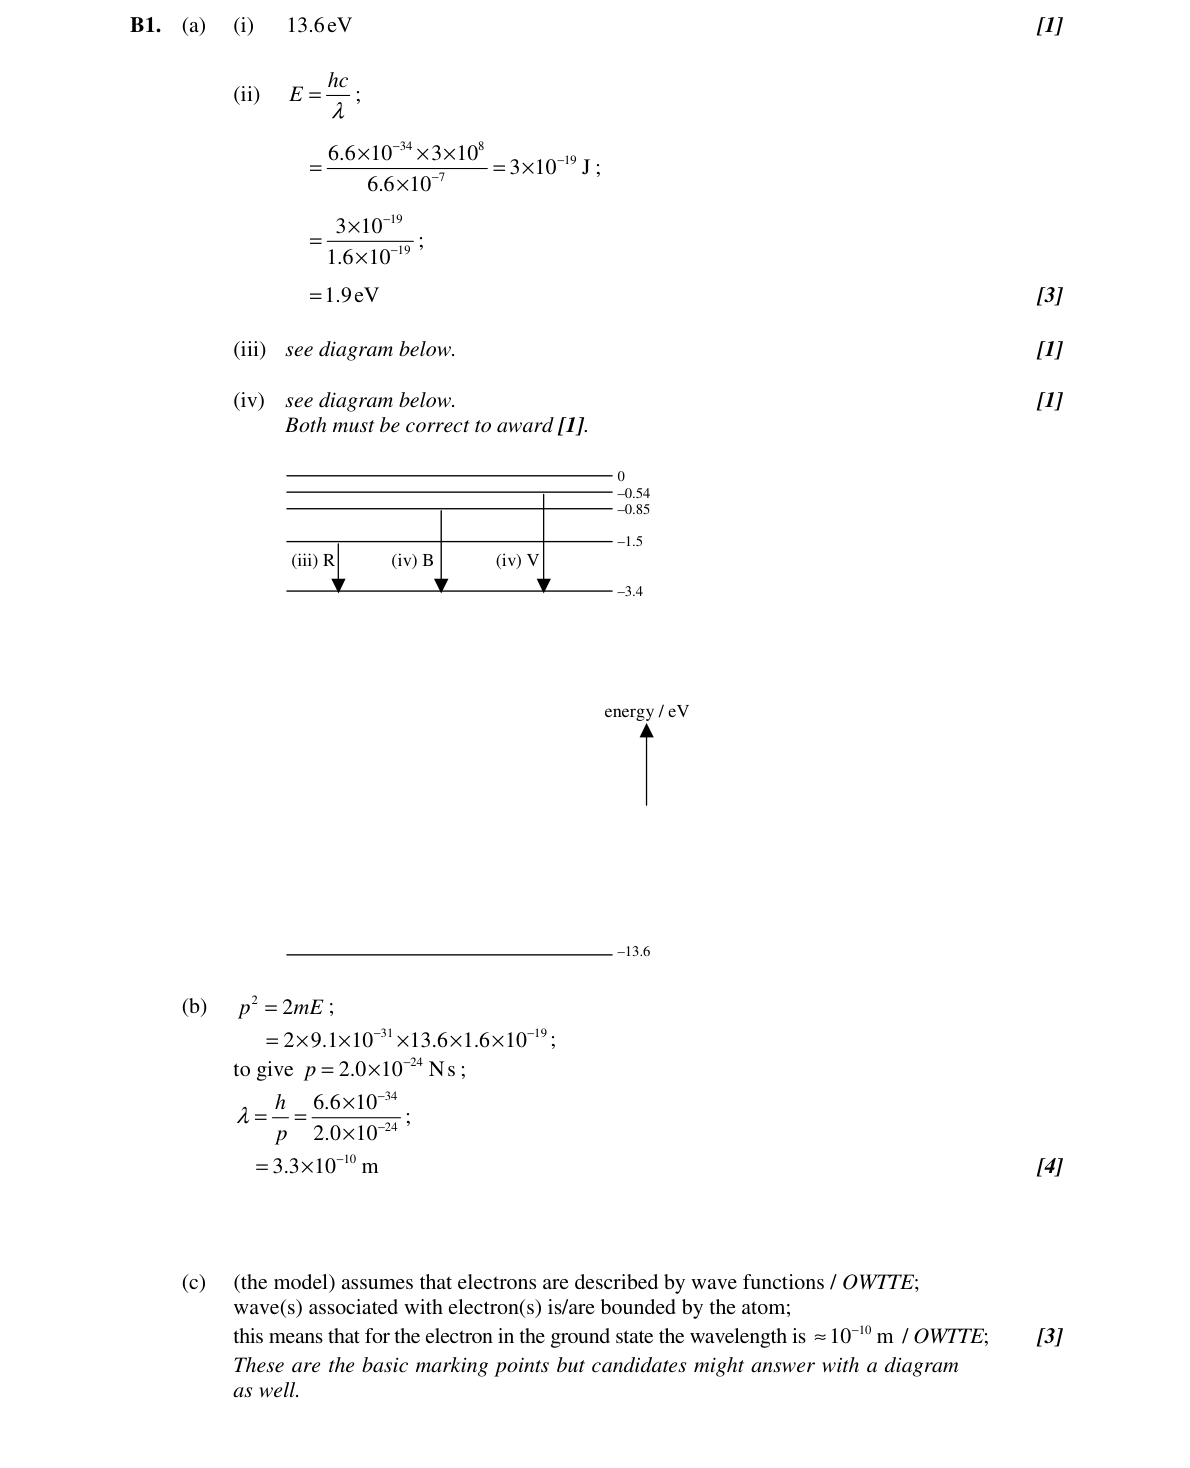 B1. (a) (i) 13.6 eV [1]
(ii) E = hc/λ ;
= 6.6×10⁻³⁴ ×3×10⁸ / 6.6×10⁻⁷ = 3×10⁻¹⁹ J ;
= 3×10⁻¹⁹ / 1.6×10⁻¹⁹ ;
= 1.9 eV [3]
(iii) see diagram below. [1]
(iv) see diagram below. [1]
Both must be correct to award [1].
0
–0.54
–0.85
–1.5
(iii) R (iv) B (iv) V
–3.4
energy / eV
–13.6
(b) p² = 2mE ;
= 2×9.1×10⁻³¹ ×13.6×1.6×10⁻¹⁹ ;
to give p = 2.0×10⁻²⁴ N s ;
λ = h/p = 6.6×10⁻³⁴ / 2.0×10⁻²⁴ ;
= 3.3×10⁻¹⁰ m [4]
(c) (the model) assumes that electrons are described by wave functions / OWTTE;
wave(s) associated with electron(s) is/are bounded by the atom;
this means that for the electron in the ground state the wavelength is ≈10⁻¹⁰ m / OWTTE; [3]
These are the basic marking points but candidates might answer with a diagram
as well.